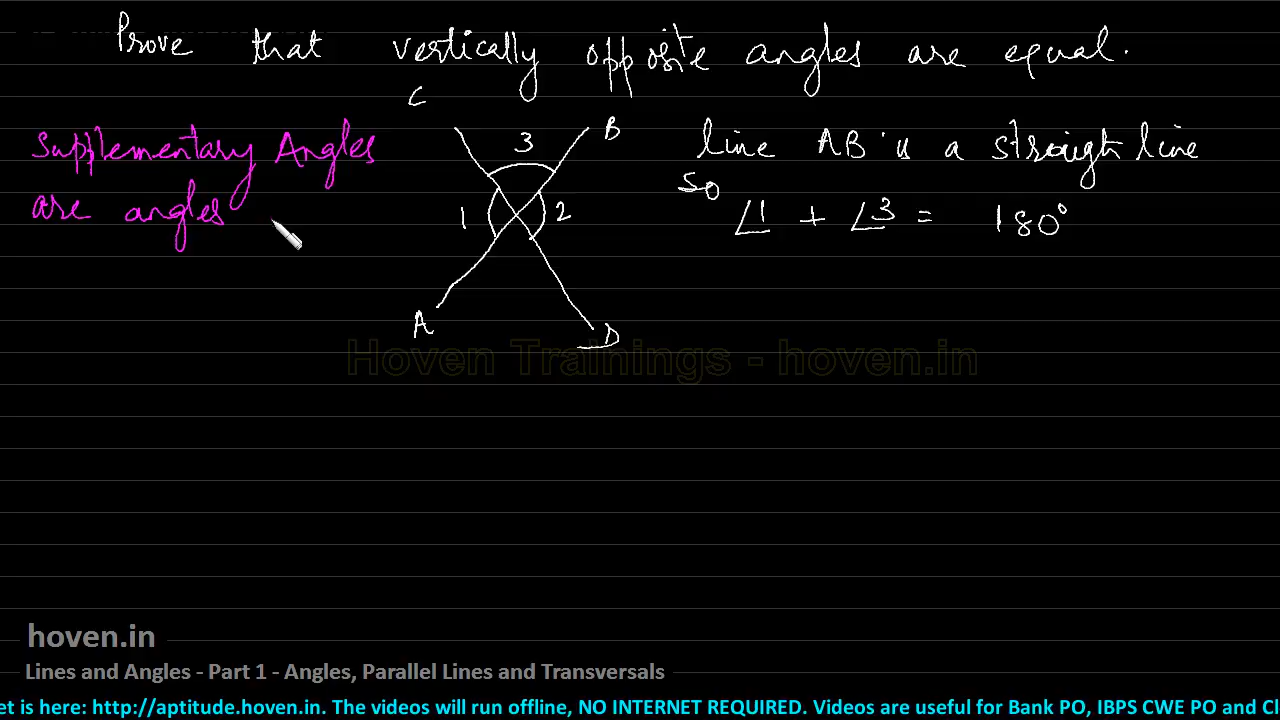 Prove that vertically opposite angles are equal.
Supplementary Angles
are angles
C
B
3
1
2
A
D
line AB is a straigh line
so
∠1 + ∠3 = 180°
Hoven Trainings - hoven.in
hoven.in
Lines and Angles - Part 1 - Angles, Parallel Lines and Transversals
et is here: http://aptitude.hoven.in. The videos will run offline, NO INTERNET REQUIRED. Videos are useful for Bank PO, IBPS CWE PO and Cl